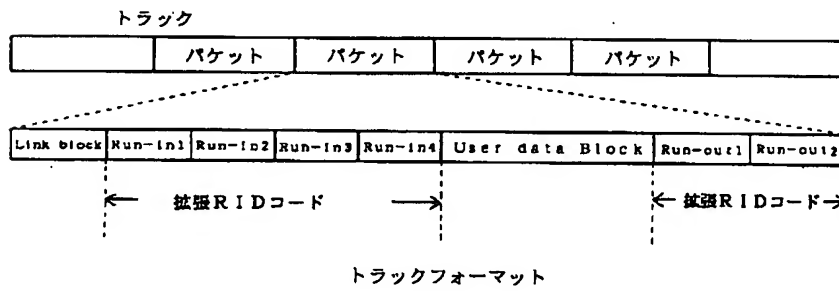 トラック
パケット パケット パケット パケット
Link block Run-in1 Run-in2 Run-in3 Run-in4 User data Block Run-out1 Run-out2
拡張RIDコード 拡張RIDコード
トラックフォーマット